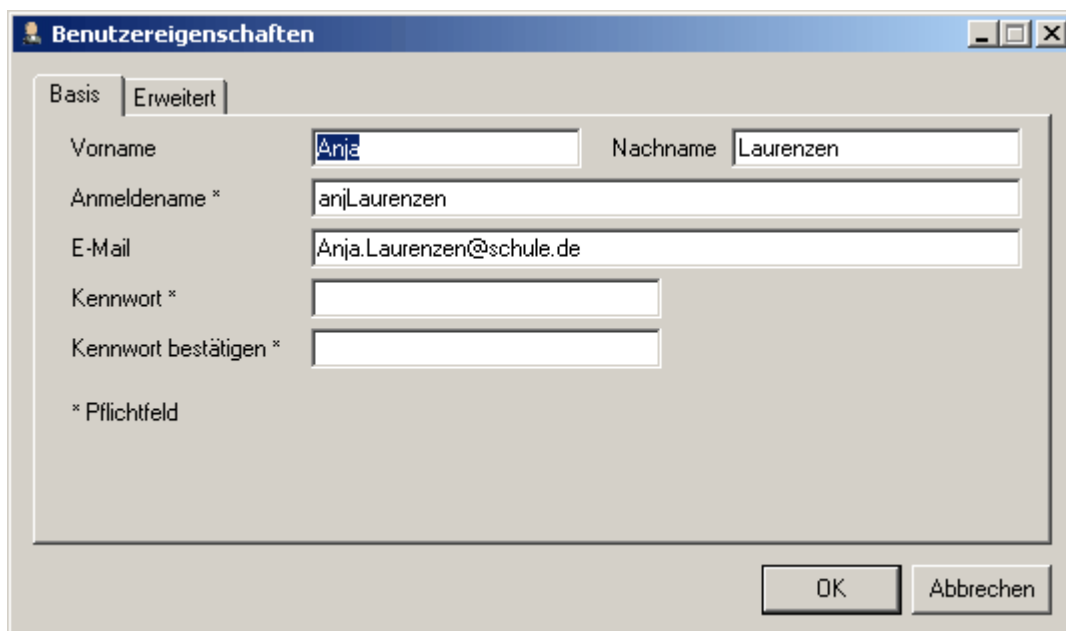 Benutzereigenschaften
Basis Erweitert
Vorname Anja Nachname Laurenzen
Anmeldename * anjLaurenzen
E-Mail Anja.Laurenzen@schule.de
Kennwort *
Kennwort bestätigen *
* Pflichtfeld
OK Abbrechen